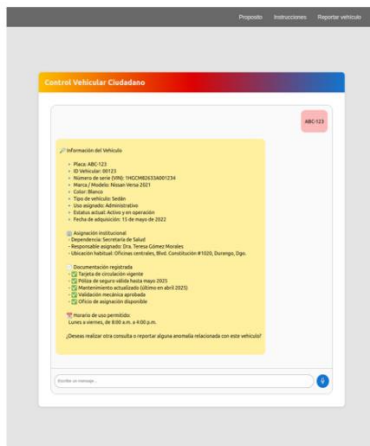 Proposito Instrucciones Reportar vehiculo
Control Vehicular Ciudadano
ABC-123
Información del Vehículo
• Placa: ABC-123
• ID Vehicular: 00123
• Número de serie (VIN): 1HGCM82633A001234
• Marca / Modelo: Nissan Versa 2021
• Color: Blanco
• Tipo de vehículo: Sedán
• Uso asignado: Administrativo
• Estatus actual: Activo y en operación
• Fecha de adquisición: 15 de mayo de 2022
Asignación institucional
- Dependencia: Secretaría de Salud
- Responsable asignado: Dra. Teresa Gómez Morales
- Ubicación habitual: Oficinas centrales, Blvd. Constitución #1020, Durango, Dgo.
Documentación registrada
- ✅ Tarjeta de circulación vigente
- ✅ Póliza de seguro válida hasta mayo 2025
- ✅ Mantenimiento actualizado (último en abril 2025)
- ✅ Validación mecánica aprobada
- ✅ Oficio de asignación disponible
Horario de uso permitido
Lunes a viernes, de 8:00 a.m. a 4:00 p.m.
¿Deseas realizar otra consulta o reportar alguna anomalía relacionada con este vehículo?
Escribe un mensaje...